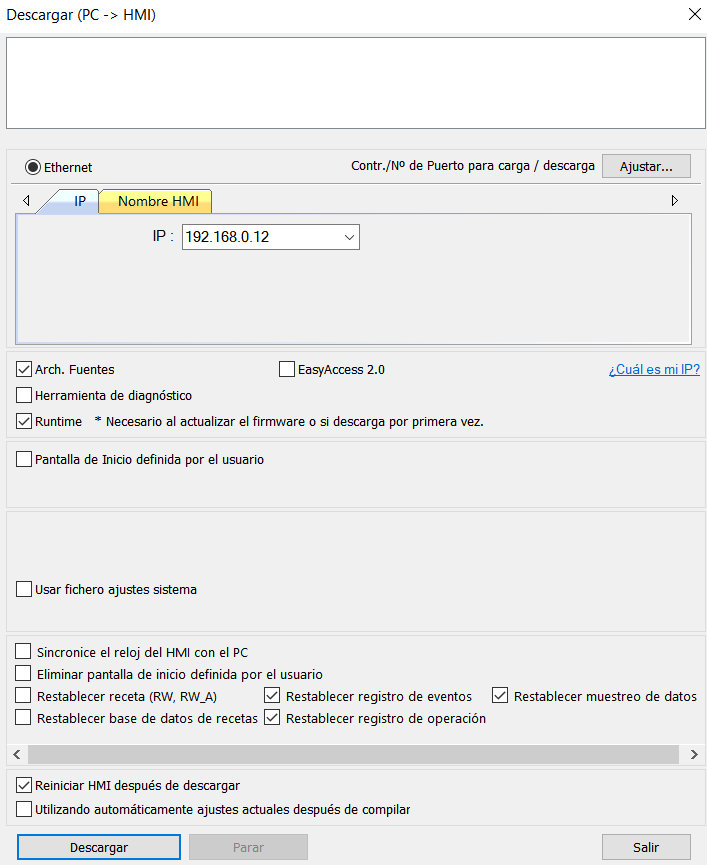 Descargar (PC -> HMI)
Ethernet
Contr./Nº de Puerto para carga / descarga
Ajustar...
IP
Nombre HMI
IP :
192.168.0.12
Arch. Fuentes
EasyAccess 2.0
¿Cuál es mi IP?
Herramienta de diagnóstico
Runtime * Necesario al actualizar el firmware o si descarga por primera vez.
Pantalla de Inicio definida por el usuario
Usar fichero ajustes sistema
Sincronice el reloj del HMI con el PC
Eliminar pantalla de inicio definida por el usuario
Restablecer receta (RW, RW_A)
Restablecer registro de eventos
Restablecer muestreo de datos
Restablecer base de datos de recetas
Restablecer registro de operación
Reiniciar HMI después de descargar
Utilizando automáticamente ajustes actuales después de compilar
Descargar
Parar
Salir